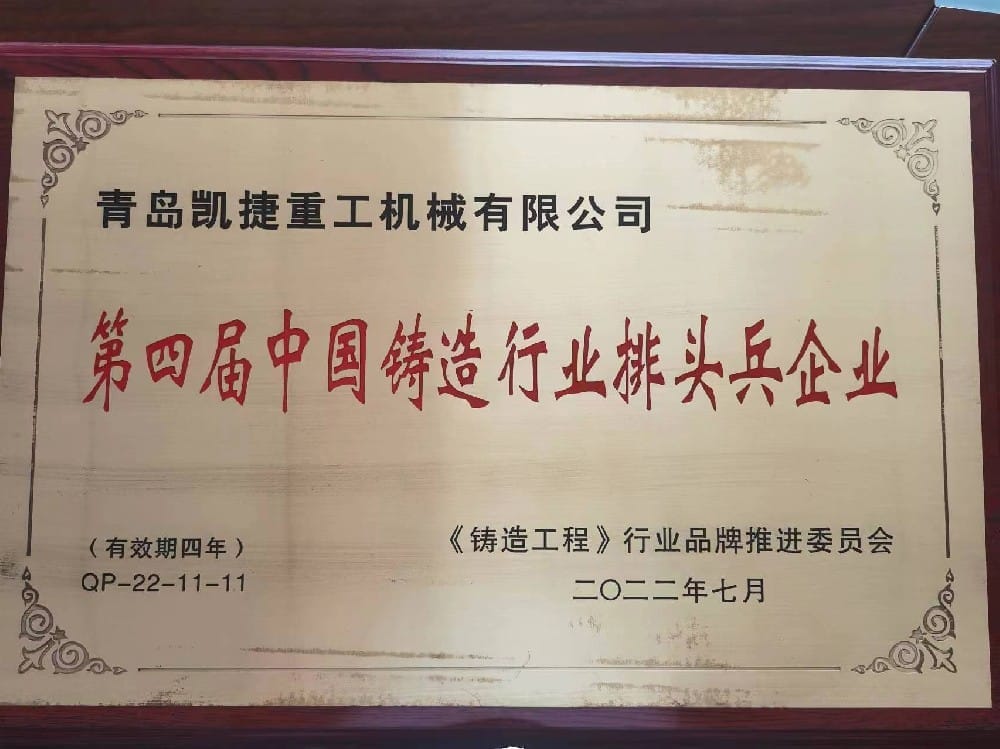 青岛凯捷重工机械有限公司
第四届中国铸造行业排头兵企业
（有效期四年）
QP-22-11-11
《铸造工程》行业品牌推进委员会
二〇二二年七月